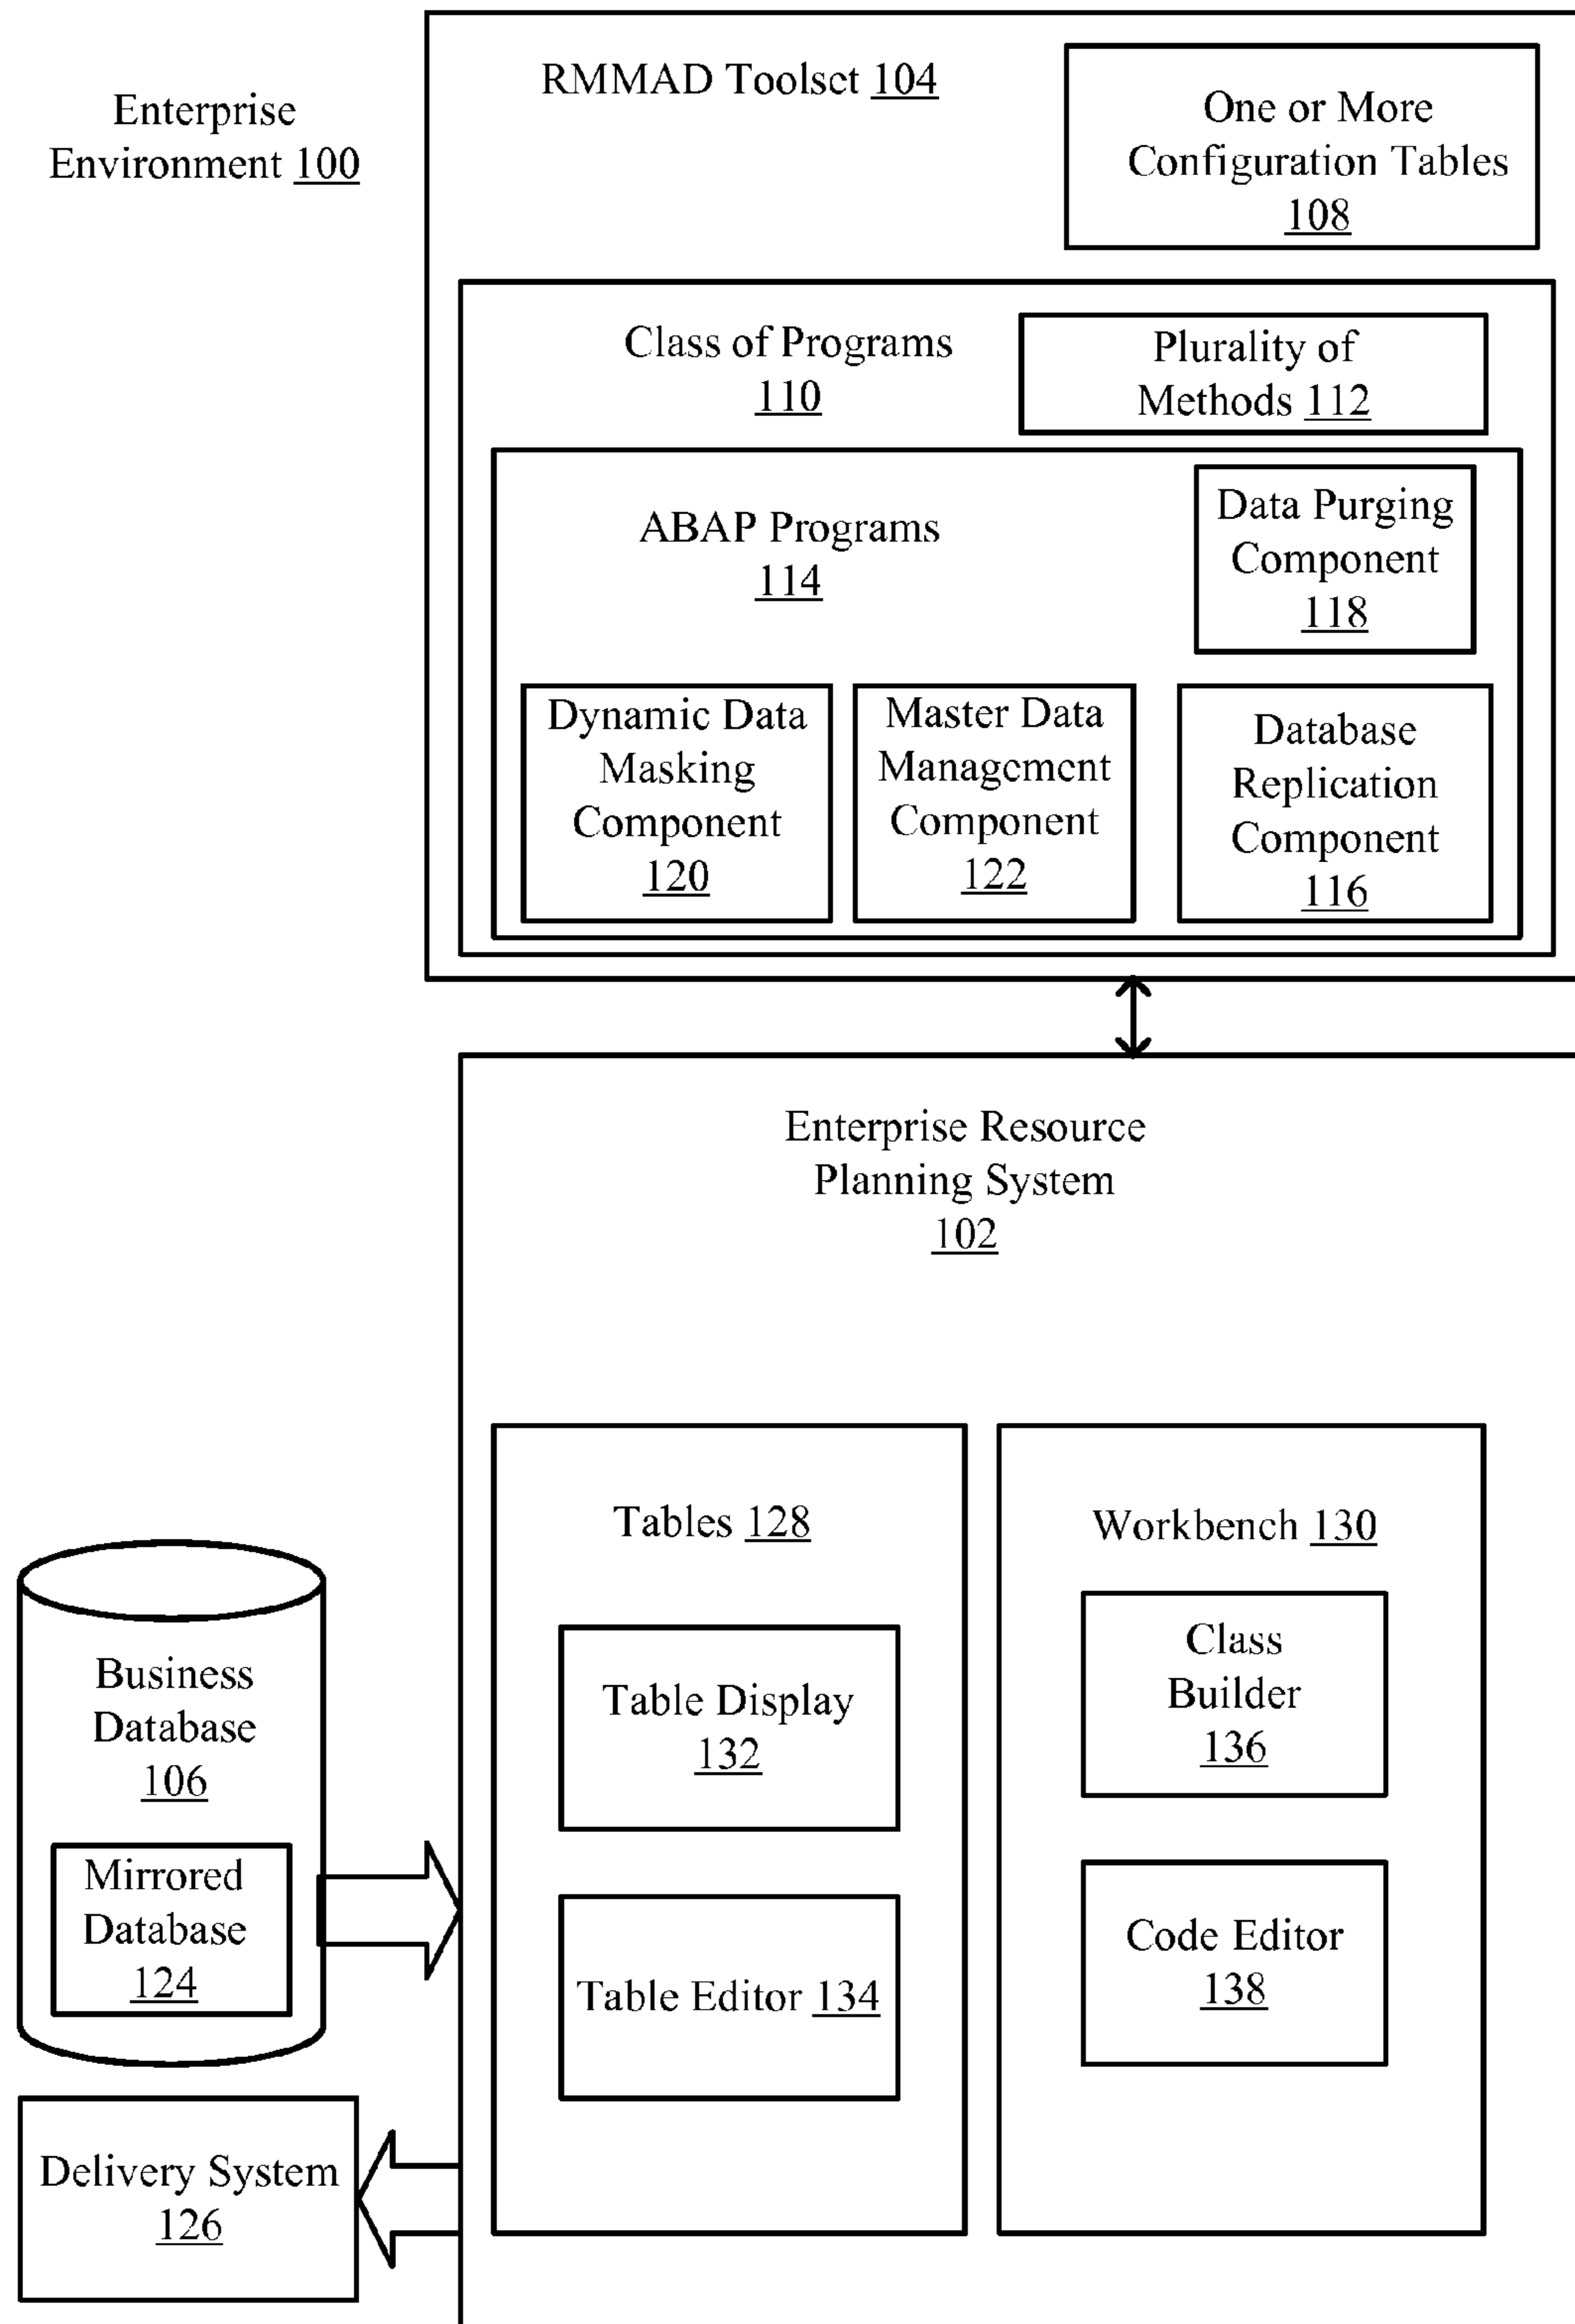 Enterprise
Environment 100
RMMAD Toolset 104
One or More
Configuration Tables
108
Class of Programs
110
Plurality of
Methods 112
ABAP Programs
114
Data Purging
Component
118
Dynamic Data
Masking
Component
120
Master Data
Management
Component
122
Database
Replication
Component
116
Enterprise Resource
Planning System
102
Tables 128
Table Display
132
Table Editor 134
Workbench 130
Class
Builder
136
Code Editor
138
Business
Database
106
Mirrored
Database
124
Delivery System
126